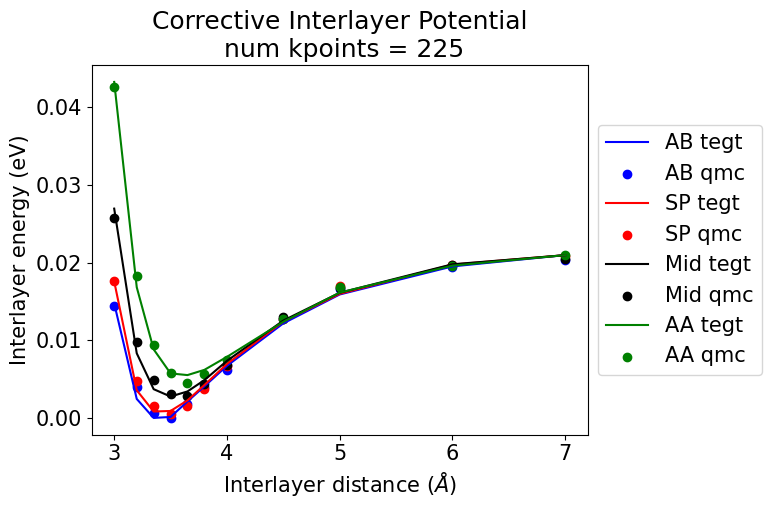 Corrective Interlayer Potential
num kpoints = 225
Interlayer energy (eV)
0.04
0.03
0.02
0.01
0.00
3 4 5 6 7
Interlayer distance (Å)
AB tegt
AB qmc
SP tegt
SP qmc
Mid tegt
Mid qmc
AA tegt
AA qmc